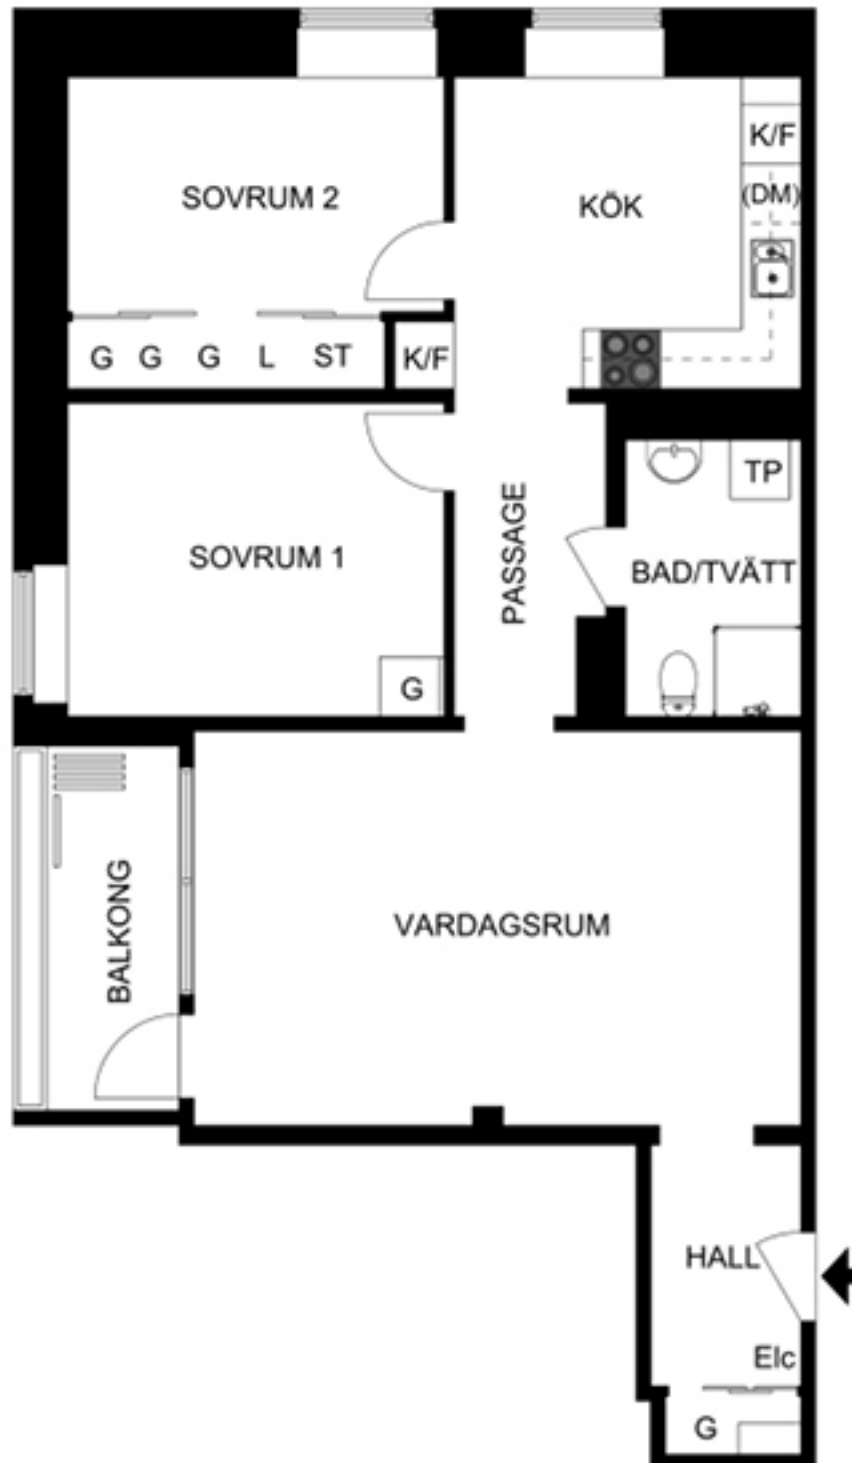 K/F
SOVRUM 2
KÖK
(DM)
G G G L ST K/F
TP
PASSAGE
SOVRUM 1
BAD/TVÄTT
G
BALKONG
VARDAGSRUM
HALL
Elc
G